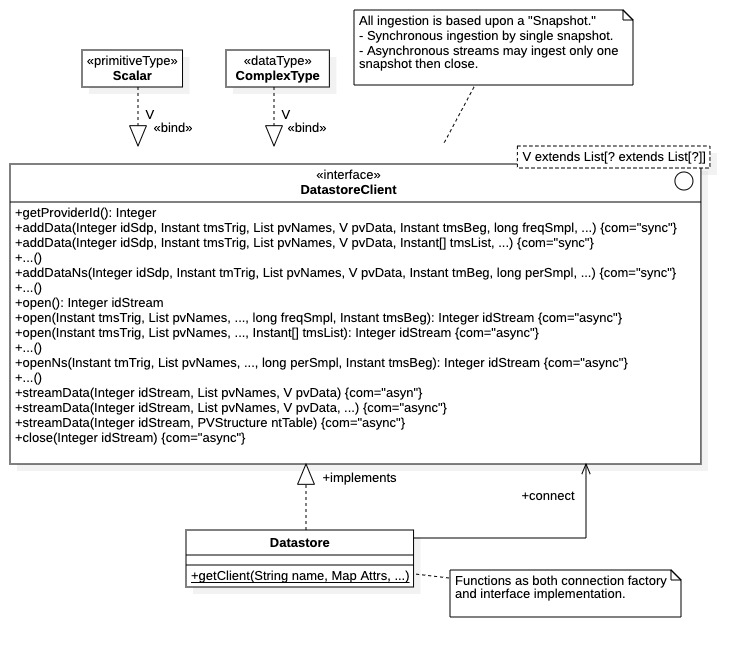 All ingestion is based upon a "Snapshot."
- Synchronous ingestion by single snapshot.
- Asynchronous streams may ingest only one
snapshot then close.
«primitiveType»
Scalar
«dataType»
ComplexType
V
«bind»
V
«bind»
V extends List[? extends List[?]]
«interface»
DatastoreClient
+getProviderId(): Integer
+addData(Integer idSdp, Instant tmsTrig, List pvNames, V pvData, Instant tmsBeg, long freqSmpl, ...) {com="sync"}
+addData(Integer idSdp, Instant tmsTrig, List pvNames, V pvData, Instant[] tmsList, ...) {com="sync"}
+...()
+addDataNs(Integer idSdp, Instant tmTrig, List pvNames, V pvData, Instant tmBeg, long perSmpl, ...) {com="sync"}
+...()
+open(): Integer idStream
+open(Instant tmsTrig, List pvNames, ..., long freqSmpl, Instant tmsBeg): Integer idStream {com="async"}
+open(Instant tmsTrig, List pvNames, ..., Instant[] tmsList): Integer idStream {com="async"}
+...()
+openNs(Instant tmTrig, List pvNames, ..., long perSmpl, Instant tmsBeg): Integer idStream {com="async"}
+...()
+streamData(Integer idStream, List pvNames, V pvData) {com="asyn"}
+streamData(Integer idStream, List pvNames, V pvData, ...) {com="async"}
+streamData(Integer idStream, PVStructure ntTable) {com="async"}
+close(Integer idStream) {com="async"}
+implements
+connect
Datastore
+getClient(String name, Map Attrs, ...)
Functions as both connection factory
and interface implementation.